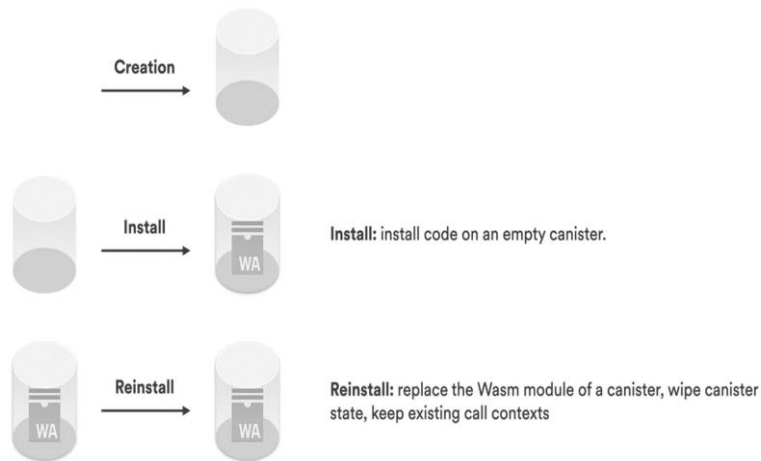 Creation
Install
WA
Install: install code on an empty canister.
WA
Reinstall
WA
Reinstall: replace the Wasm module of a canister, wipe canister
state, keep existing call contexts